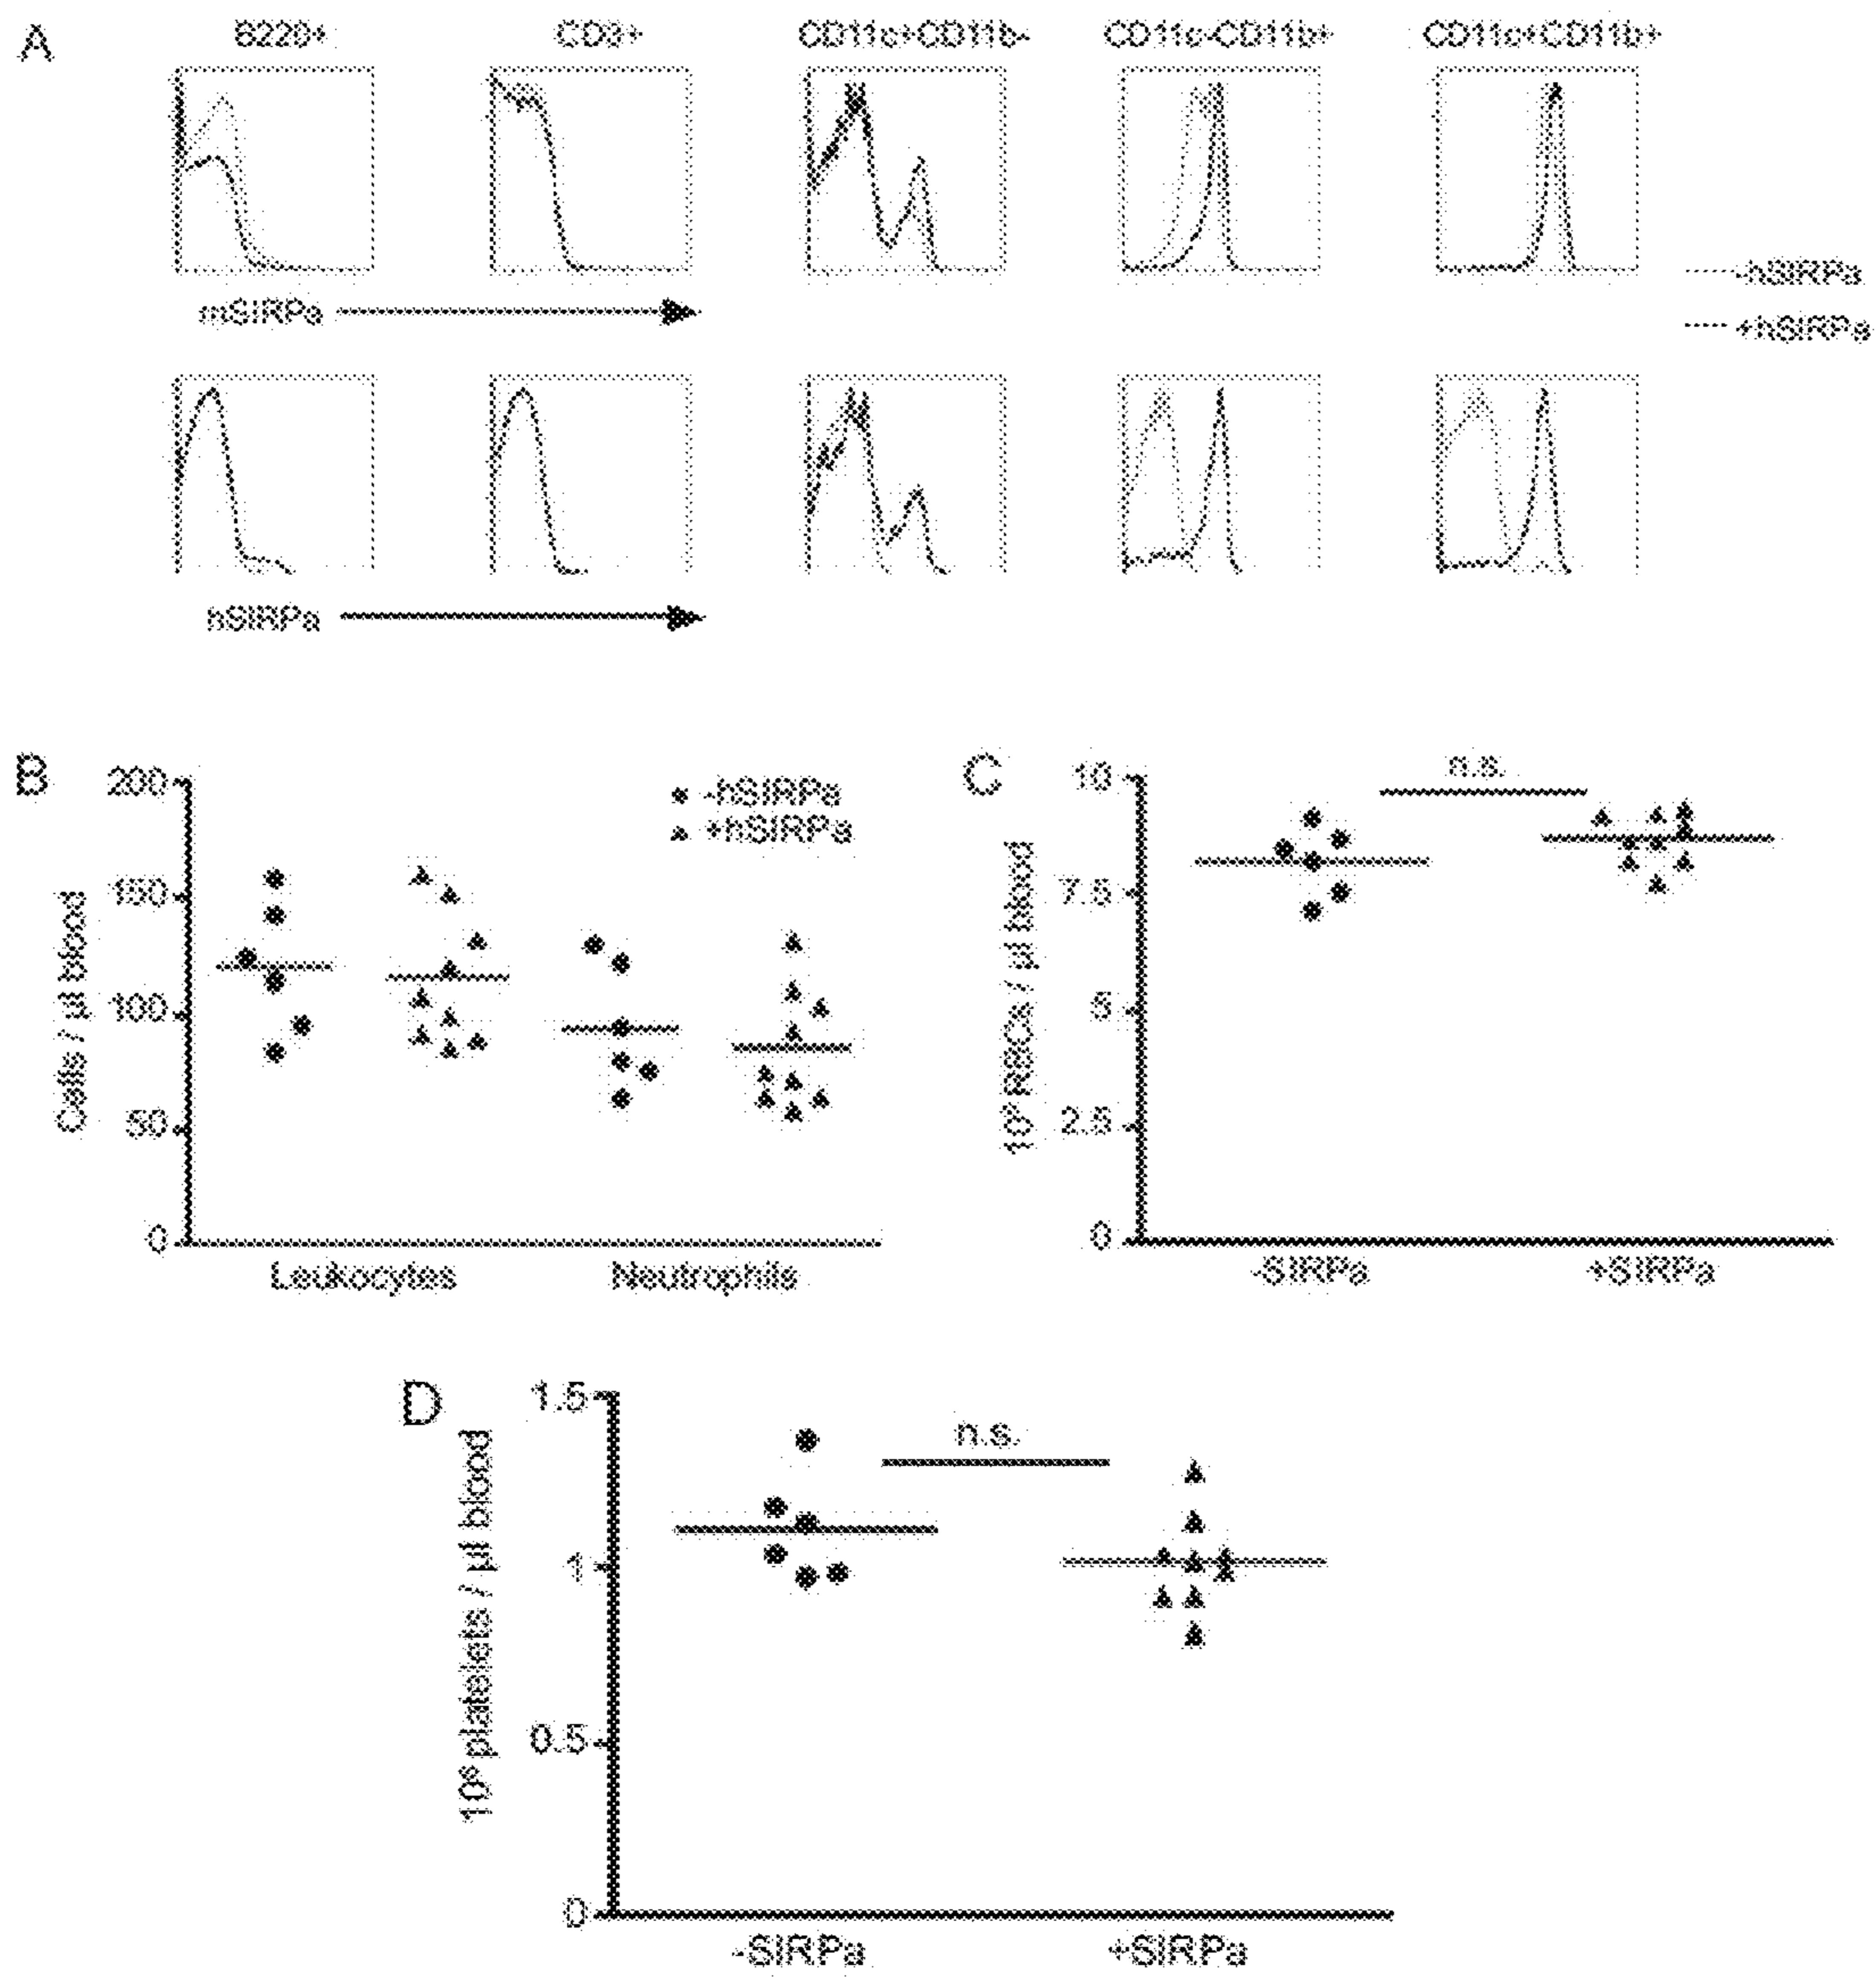 A
B220+ CD3+ CD11c+CD11b- CD11c-CD11b+ CD11c+CD11b+
-hSIRPa
mSIRPa
+hSIRPa
hSIRPa
B
200
150
100
50
0
Cells / µl blood
-hSIRPa
+hSIRPa
Leukocytes Neutrophils
C
10
7.5
5
2.5
0
RBCs / µl blood
n.s.
-SIRPa +SIRPa
D
1.5
1
0.5
0
10⁶ platelets / µl blood
n.s.
-SIRPa +SIRPa